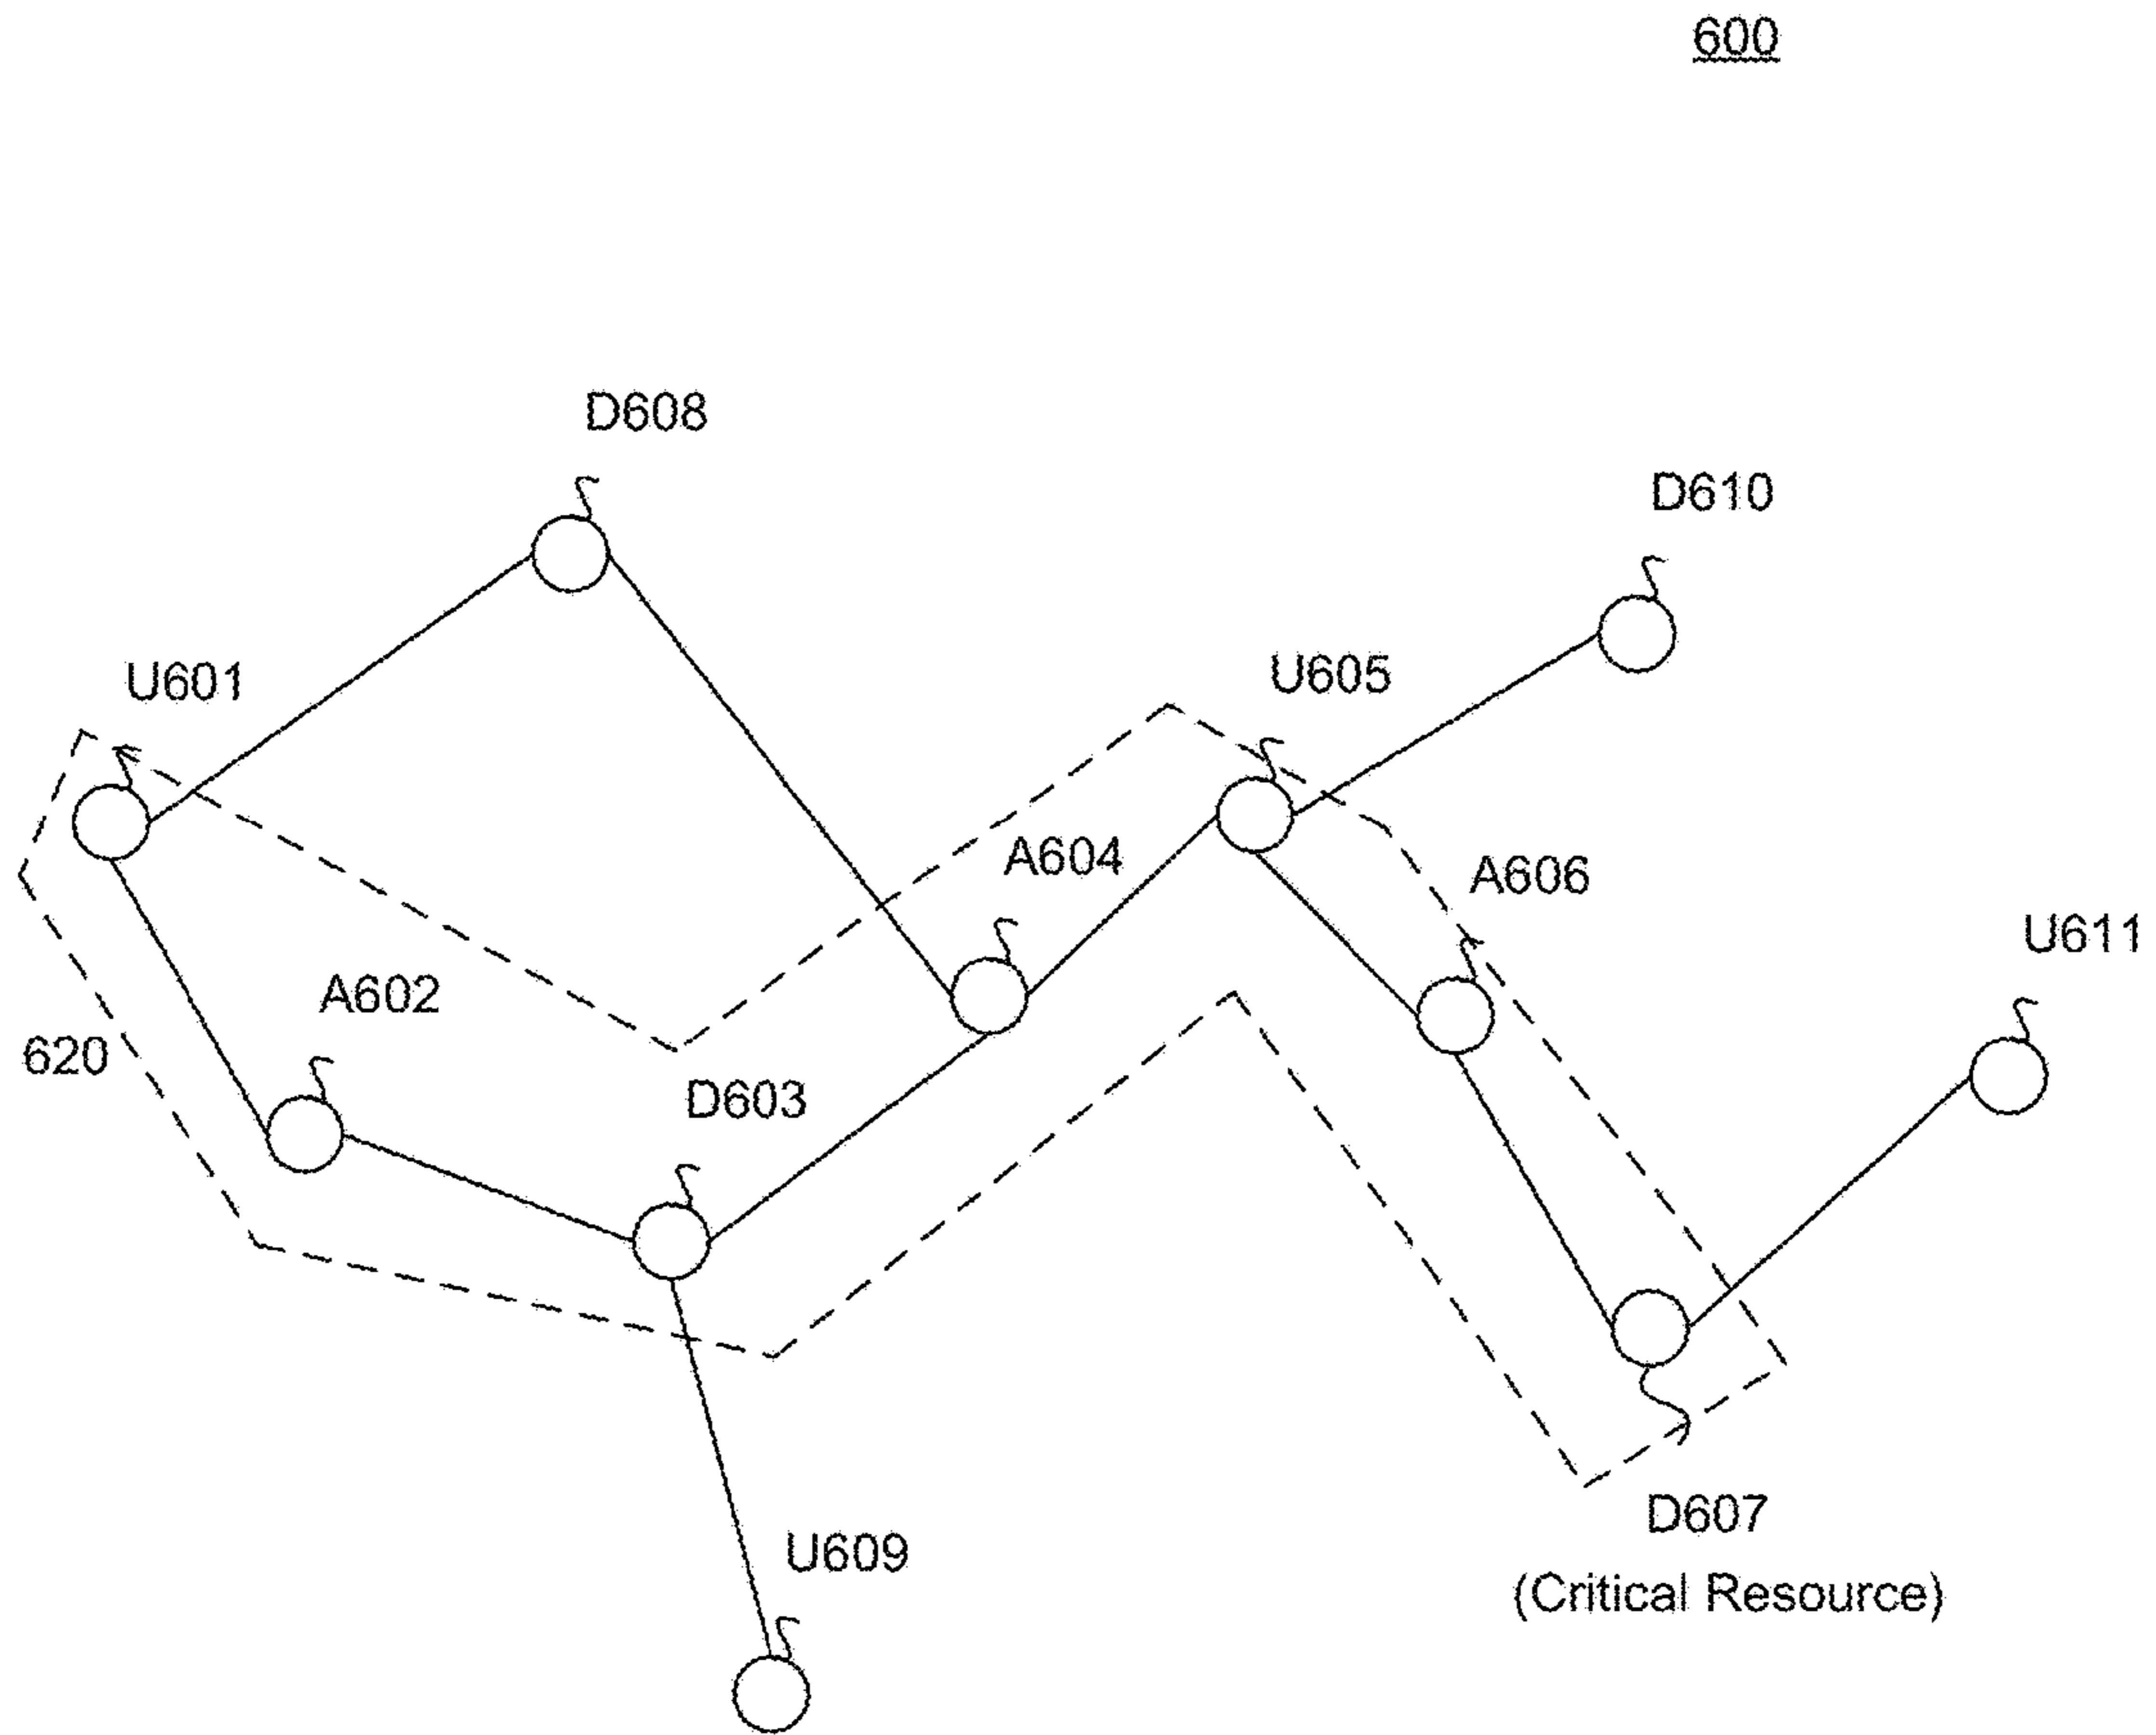 600
D608
D610
U601
U605
A604
A606
U611
A602
620
D603
U609
D607
(Critical Resource)